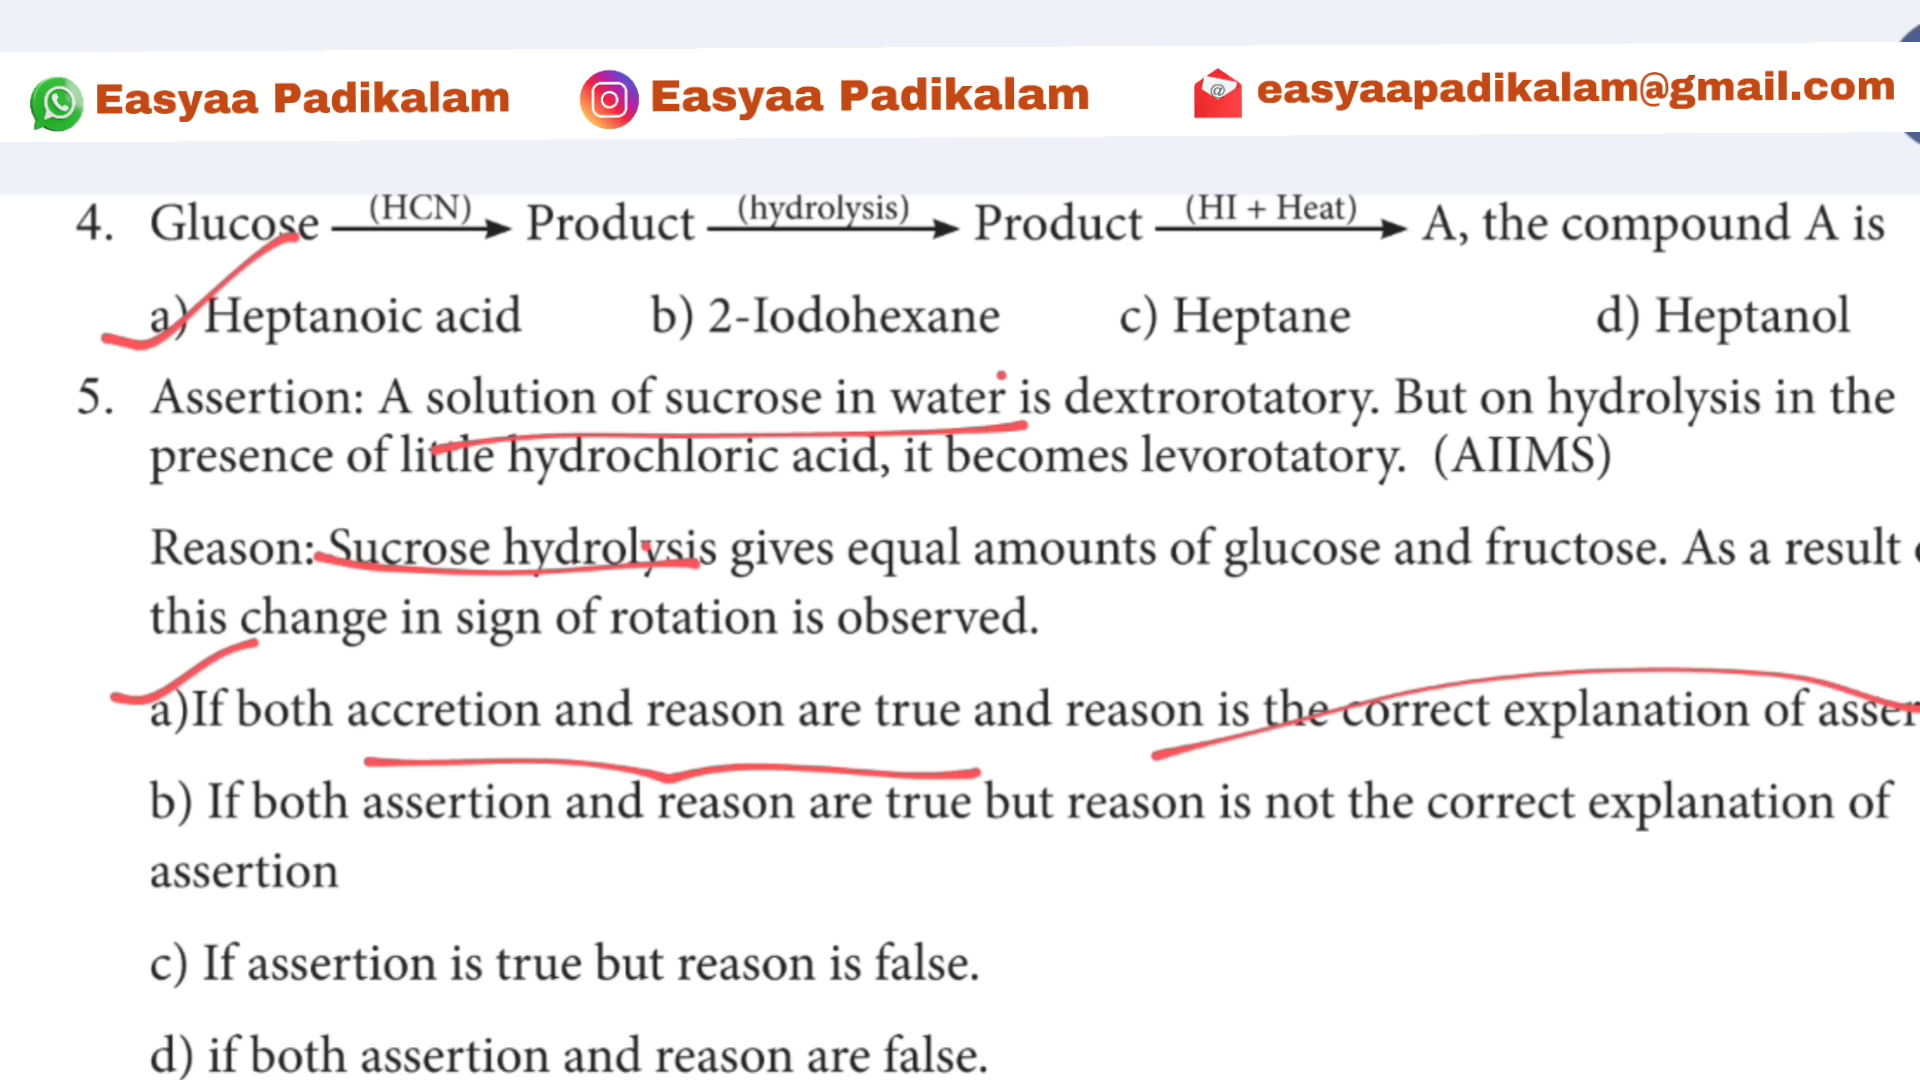 Easyaa Padikalam Easyaa Padikalam easyaapadikalam@gmail.com
4. Glucose (HCN) Product (hydrolysis) Product (HI + Heat) A, the compound A is
a) Heptanoic acid b) 2-Iodohexane c) Heptane d) Heptanol
5. Assertion: A solution of sucrose in water is dextrorotatory. But on hydrolysis in the
presence of little hydrochloric acid, it becomes levorotatory. (AIIMS)
Reason: Sucrose hydrolysis gives equal amounts of glucose and fructose. As a result
this change in sign of rotation is observed.
a)If both accretion and reason are true and reason is the correct explanation of
b) If both assertion and reason are true but reason is not the correct explanation of
assertion
c) If assertion is true but reason is false.
d) if both assertion and reason are false.